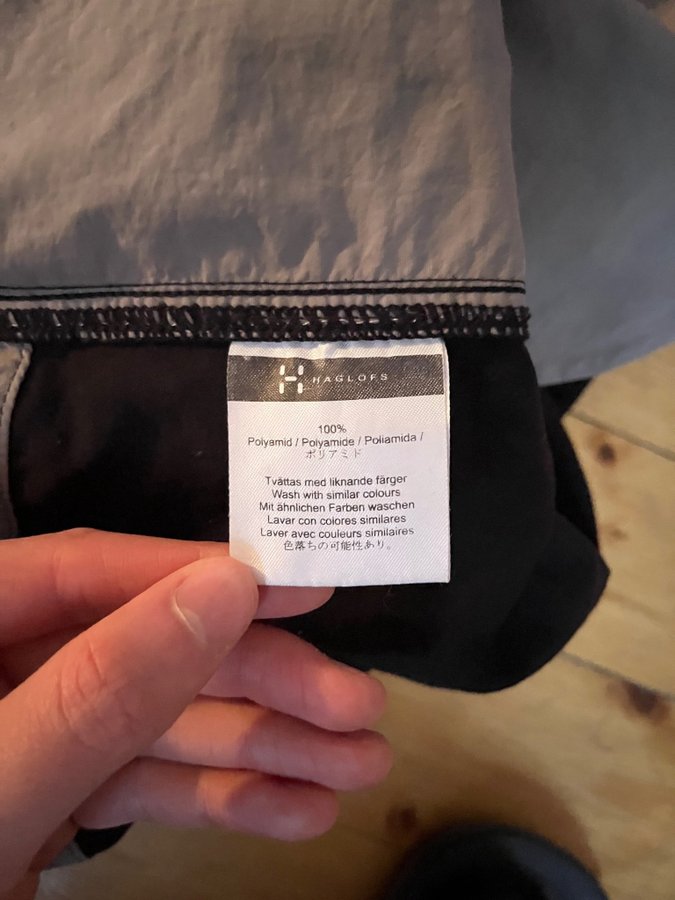 HAGLOFS
100%
Polyamid / Polyamide / Poliamida /
ポリアミド
Tvättas med liknande färger
Wash with similar colours
Mit ähnlichen Farben waschen
Lavar con colores similares
Laver avec couleurs similaires
色落ちの可能性あり。